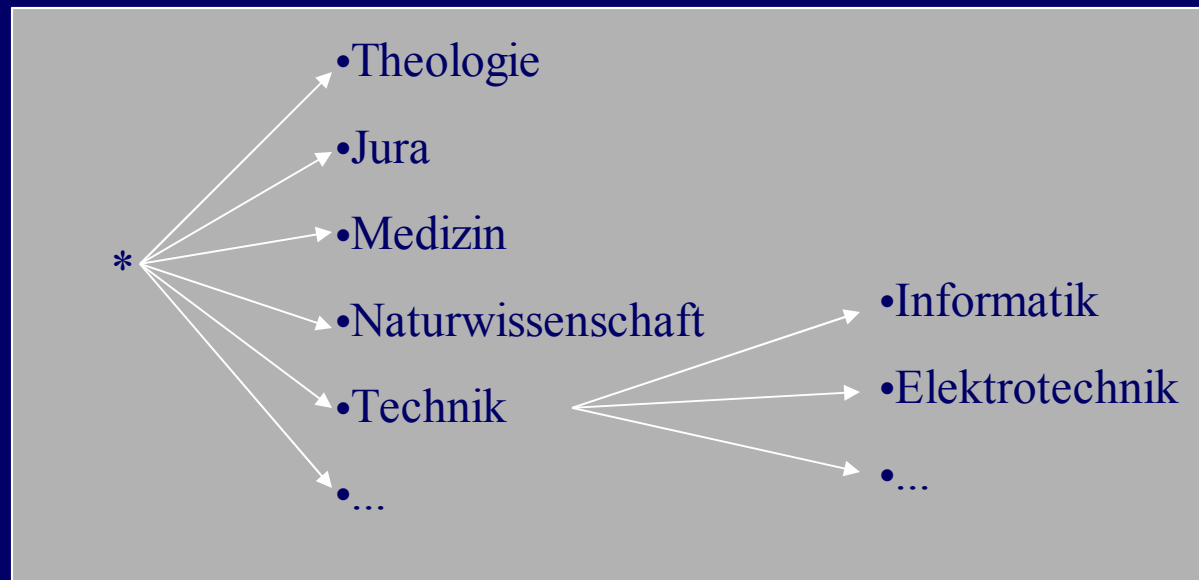 •Theologie
•Jura
•Medizin
*
•Naturwissenschaft
•Technik
•...
•Informatik
•Elektrotechnik
•...